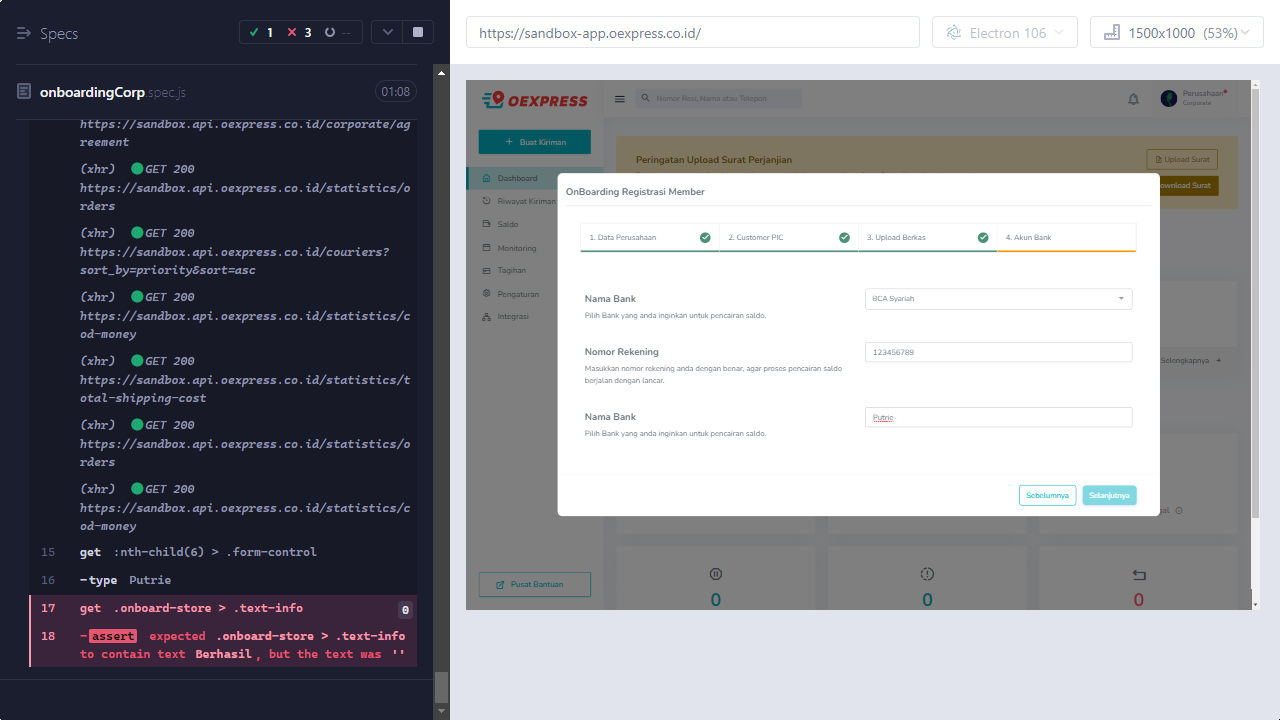 Specs
1
3
--
onboardingCorp.spec.js
01:08
https://sandbox.api.oexpress.co.id/corporate/ag
reement
(xhr) GET 200
https://sandbox.api.oexpress.co.id/statistics/o
rders
(xhr) GET 200
https://sandbox.api.oexpress.co.id/couriers?
sort_by=priority&sort=asc
(xhr) GET 200
https://sandbox.api.oexpress.co.id/statistics/c
od-money
(xhr) GET 200
https://sandbox.api.oexpress.co.id/statistics/t
otal-shipping-cost
(xhr) GET 200
https://sandbox.api.oexpress.co.id/statistics/o
rders
(xhr) GET 200
https://sandbox.api.oexpress.co.id/statistics/c
od-money
15 get :nth-child(6) > .form-control
16 -type Putrie
17 get .onboard-store > .text-info 0
18 -assert expected .onboard-store > .text-info
to contain text Berhasil, but the text was ''
https://sandbox-app.oexpress.co.id/
Electron 106
1500x1000 (53%)
OEXPRESS
Nomor Resi, Nama atau Telepon
Perusahaan
Corporate
+ Buat Kiriman
Dashboard
Riwayat Kiriman
Saldo
Monitoring
Tagihan
Pengaturan
Integrasi
Pusat Bantuan
Peringatan Upload Surat Perjanjian
Upload Surat
ownload Surat
OnBoarding Registrasi Member
1. Data Perusahaan
2. Customer PIC
3. Upload Berkas
4. Akun Bank
Nama Bank
Pilih Bank yang anda inginkan untuk pencairan saldo.
BCA Syariah
Nomor Rekening
Masukkan nomor rekening anda dengan benar, agar proses pencairan saldo
berjalan dengan lancar.
123456789
Nama Bank
Pilih Bank yang anda inginkan untuk pencairan saldo.
Putrie
Sebelumnya
Selanjutnya
Selengkapnya +
0
0
0